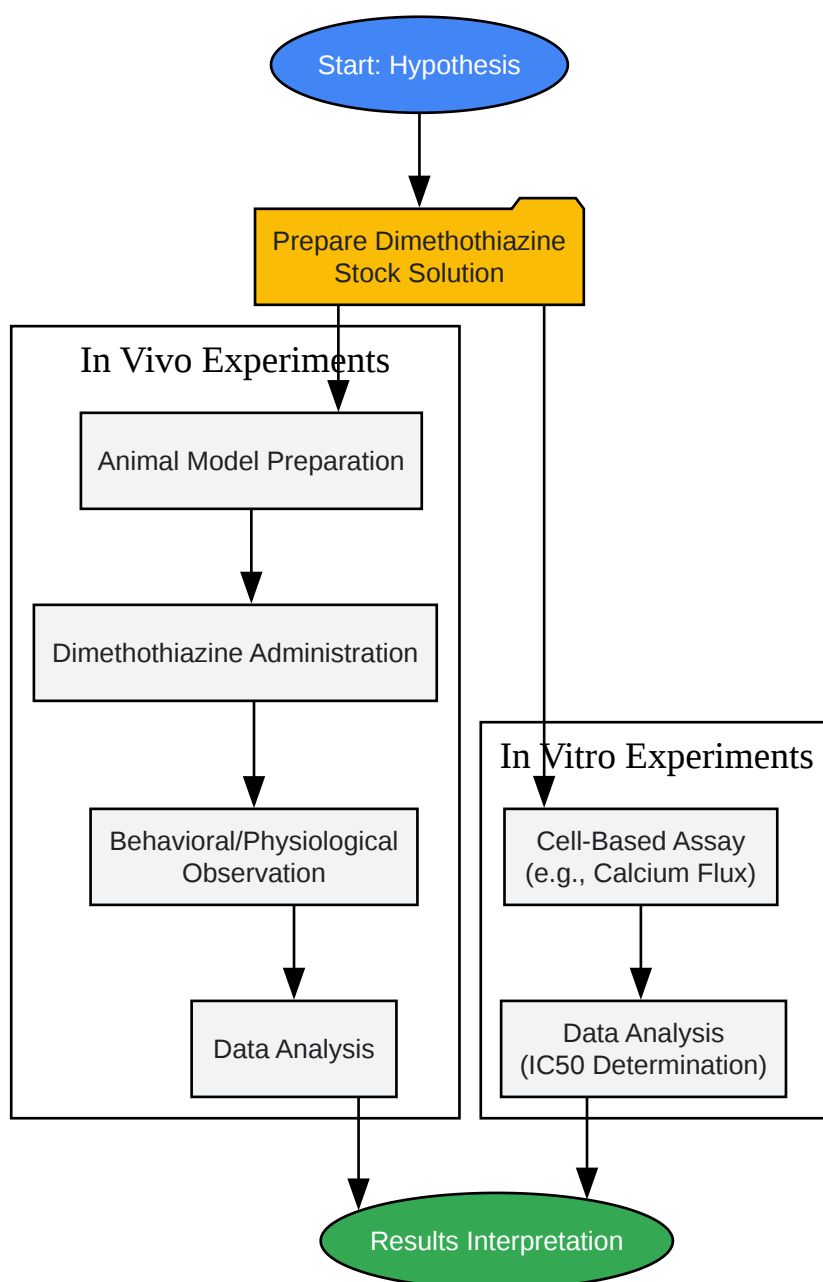 Start: Hypothesis
Prepare Dimethothiazine
Stock Solution
In Vivo Experiments
Animal Model Preparation
Dimethothiazine Administration
Behavioral/Physiological
Observation
Data Analysis
In Vitro Experiments
Cell-Based Assay
(e.g., Calcium Flux)
Data Analysis
(IC50 Determination)
Results Interpretation